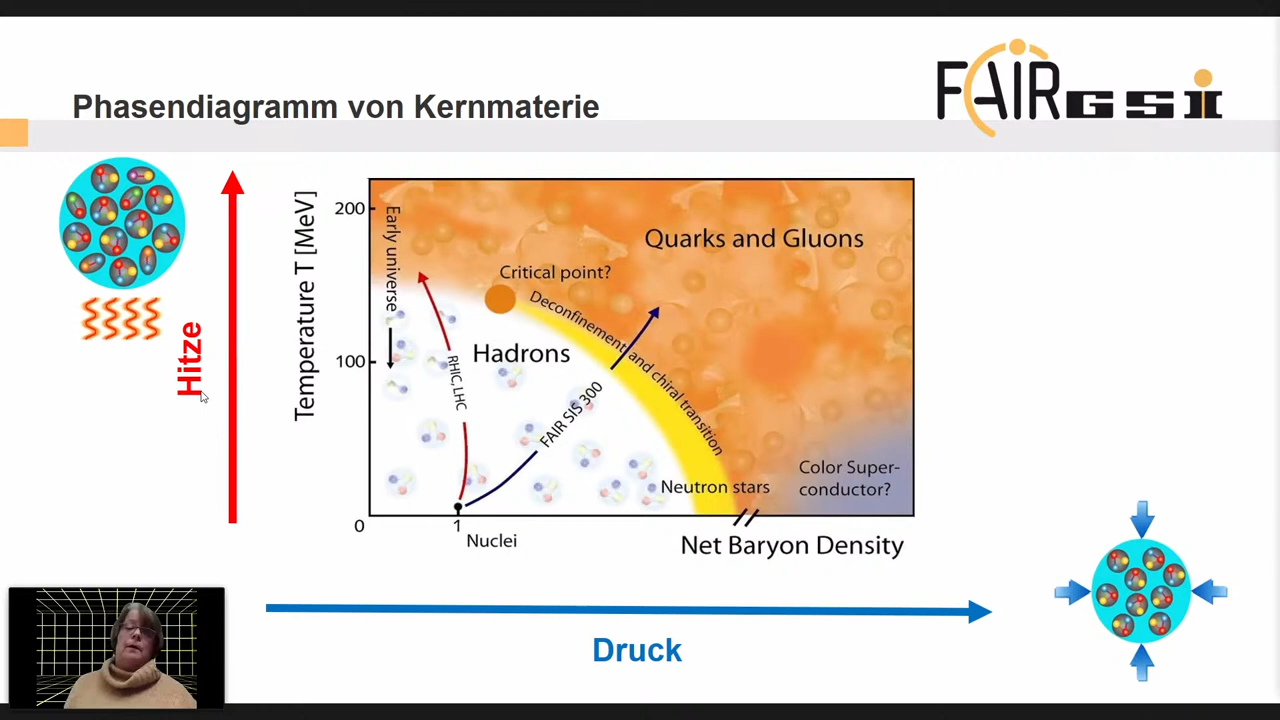 FAIR GSI
Phasendiagramm von Kernmaterie
Hitze
Temperature T [MeV]
200
100
0
Early universe
Quarks and Gluons
Critical point?
Deconfinement and chiral transition
Hadrons
RHIC, LHC
FAIR SIS 300
Neutron stars
Color Super-
conductor?
1
Nuclei
Net Baryon Density
Druck